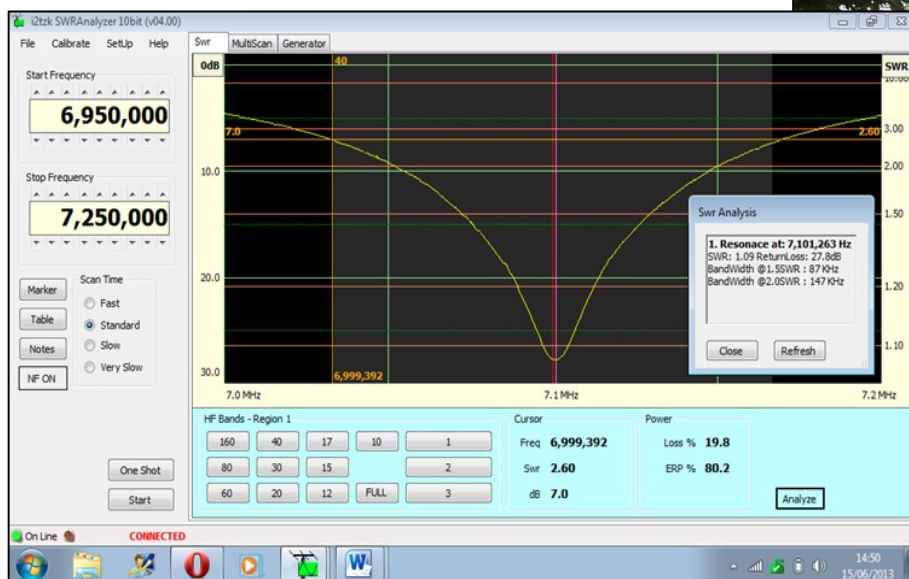 i2tzk SWRAnalyzer 10bit (v04.00)
File Calibrate SetUp Help
Swr MultiScan Generator
Start Frequency
6,950,000
Stop Frequency
7,250,000
Marker
Table
Notes
NF ON
Scan Time
Fast
Standard
Slow
Very Slow
One Shot
Start
0dB
10.0
20.0
30.0
40
7.0
2.60
6,999,392
SWR
10.00
3.00
2.00
1.50
1.20
1.10
7.0 MHz 7.1 MHz 7.2 MHz
Swr Analysis
1. Resonace at: 7,101,263 Hz
SWR: 1.09 ReturnLoss: 27.8dB
BandWidth @1.5SWR : 87 KHz
BandWidth @2.0SWR : 147 KHz
Close Refresh
HF Bands - Region 1
160 40 17 10 1
80 30 15 2
60 20 12 FULL 3
Cursor
Freq 6,999,392
Swr 2.60
dB 7.0
Power
Loss % 19.8
ERP % 80.2
Analyze
On Line CONNECTED
14:50
15/06/2013